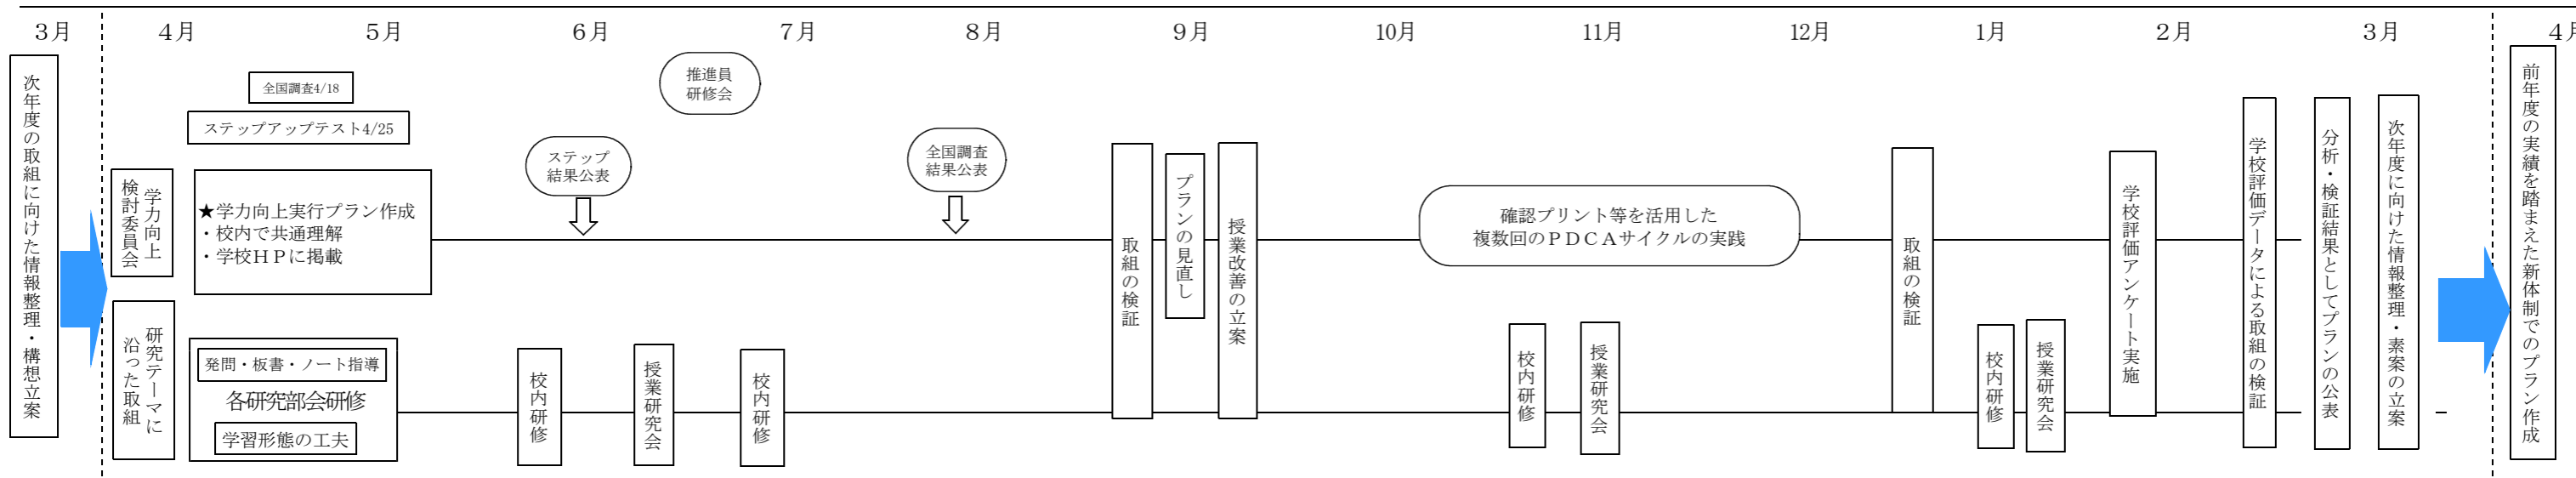 3月
4月
5月
6月
7月
8月
9月
10月
11月
12月
1月
2月
3月
4月
次年度の取組に向けた情報整理・構想立案
全国調査4/18
ステップアップテスト4/25
学力向上
検討委員会
★学力向上実行プラン作成
・校内で共通理解
・学校ＨＰに掲載
研究テーマに
沿った取組
発問・板書・ノート指導
各研究部会研修
学習形態の工夫
ステップ
結果公表
推進員
研修会
校内研修
授業研究会
校内研修
全国調査
結果公表
取組の検証
プランの見直し
授業改善の立案
確認プリント等を活用した
複数回のＰＤＣＡサイクルの実践
校内研修
授業研究会
取組の検証
校内研修
授業研究会
学校評価アンケート実施
学校評価データによる取組の検証
分析・検証結果としてプランの公表
次年度に向けた情報整理・素案の立案
前年度の実績を踏まえた新体制でのプラン作成